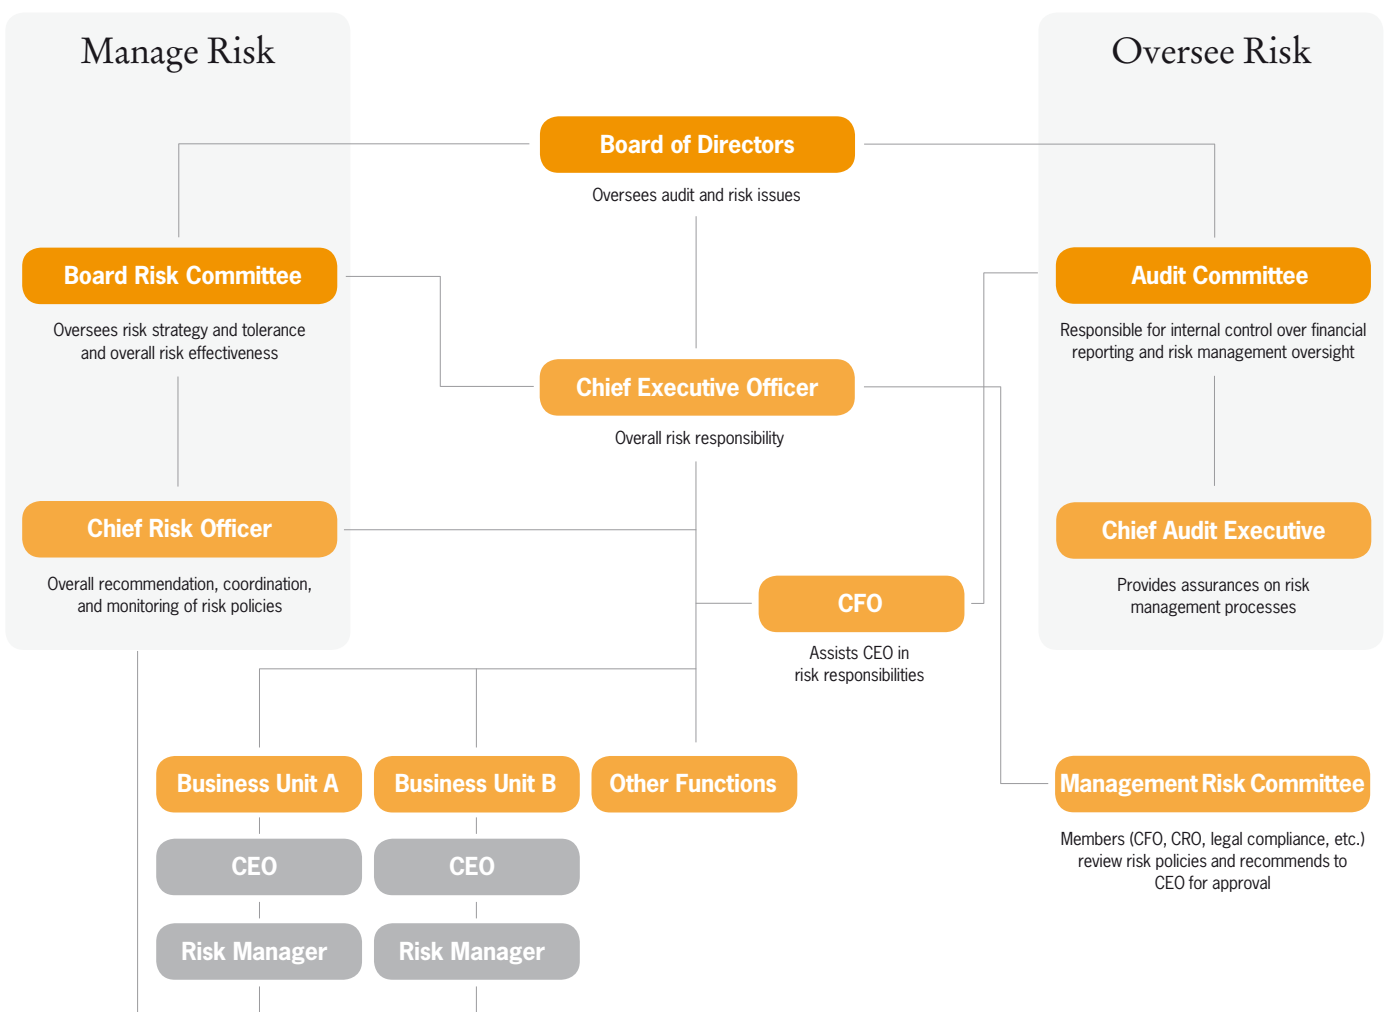 Manage Risk
Oversee Risk
Board of Directors
Oversees audit and risk issues
Board Risk Committee
Oversees risk strategy and tolerance
and overall risk effectiveness
Audit Committee
Responsible for internal control over financial
reporting and risk management oversight
Chief Executive Officer
Overall risk responsibility
Chief Risk Officer
Overall recommendation, coordination,
and monitoring of risk policies
Chief Audit Executive
Provides assurances on risk
management processes
CFO
Assists CEO in
risk responsibilities
Business Unit A
Business Unit B
Other Functions
Management Risk Committee
Members (CFO, CRO, legal compliance, etc.)
review risk policies and recommends to
CEO for approval
CEO
CEO
Risk Manager
Risk Manager